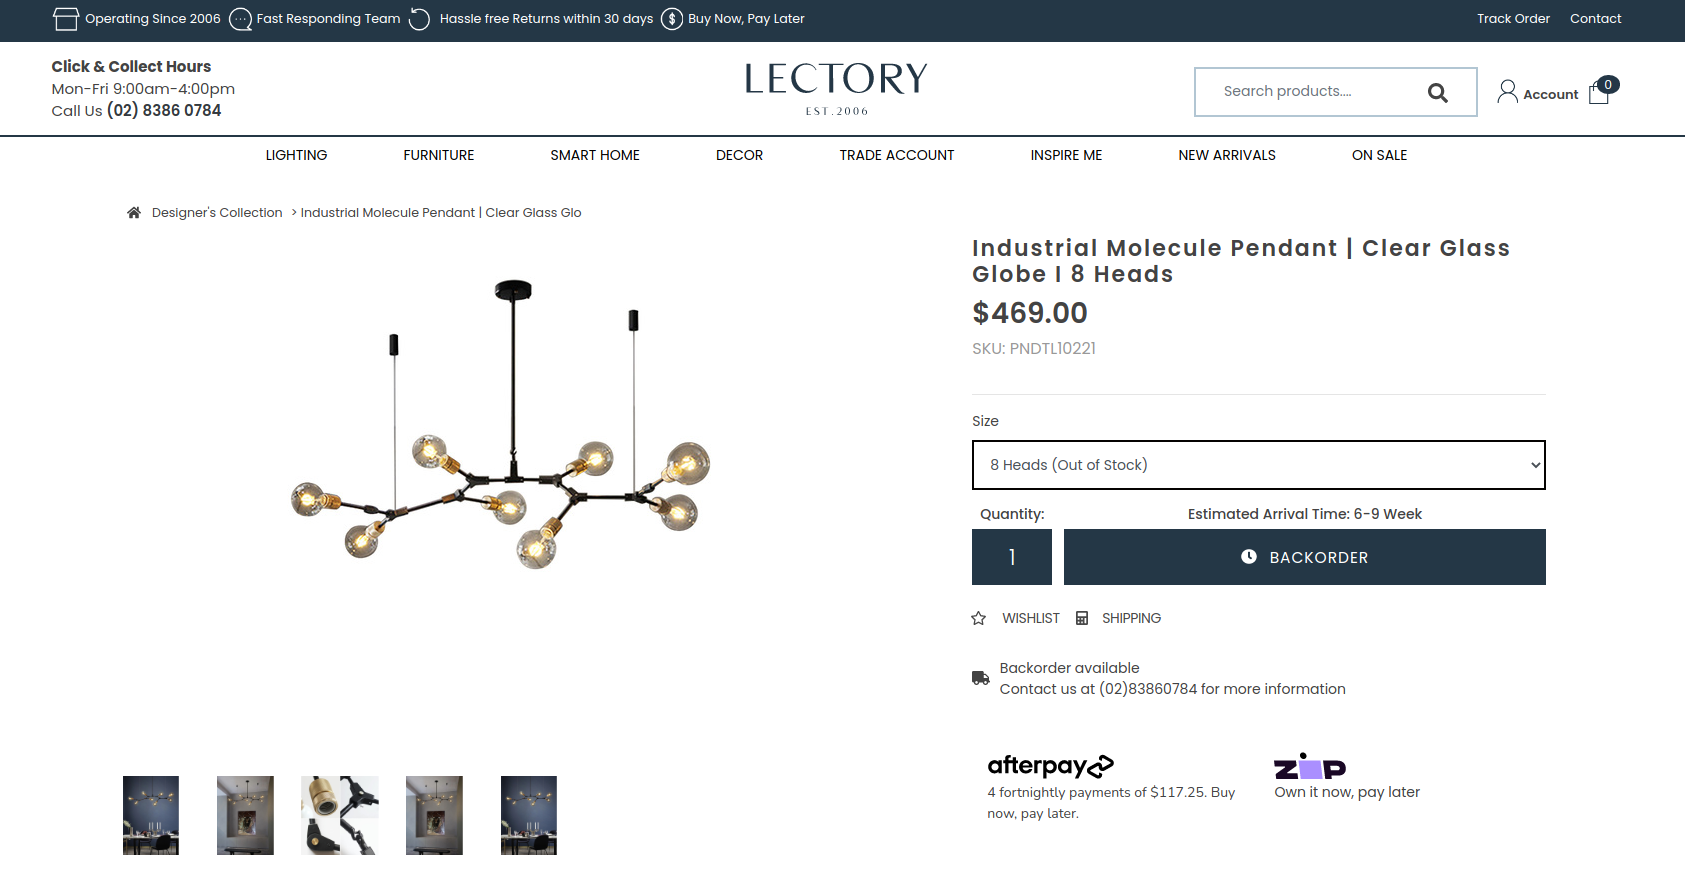 Operating Since 2006 Fast Responding Team Hassle free Returns within 30 days $ Buy Now, Pay Later Track Order Contact
Click & Collect Hours
Mon-Fri 9:00am-4:00pm
Call Us (02) 8386 0784
LECTORY
EST.2006
Search products....
Account 0
LIGHTING FURNITURE SMART HOME DECOR TRADE ACCOUNT INSPIRE ME NEW ARRIVALS ON SALE
Designer's Collection > Industrial Molecule Pendant | Clear Glass Glo
Industrial Molecule Pendant | Clear Glass
Globe I 8 Heads
$469.00
SKU: PNDTL10221
Size
8 Heads (Out of Stock)
Quantity: Estimated Arrival Time: 6-9 Week
1 BACKORDER
WISHLIST SHIPPING
Backorder available
Contact us at (02)83860784 for more information
afterpay
4 fortnightly payments of $117.25. Buy
now, pay later.
ZIP
Own it now, pay later